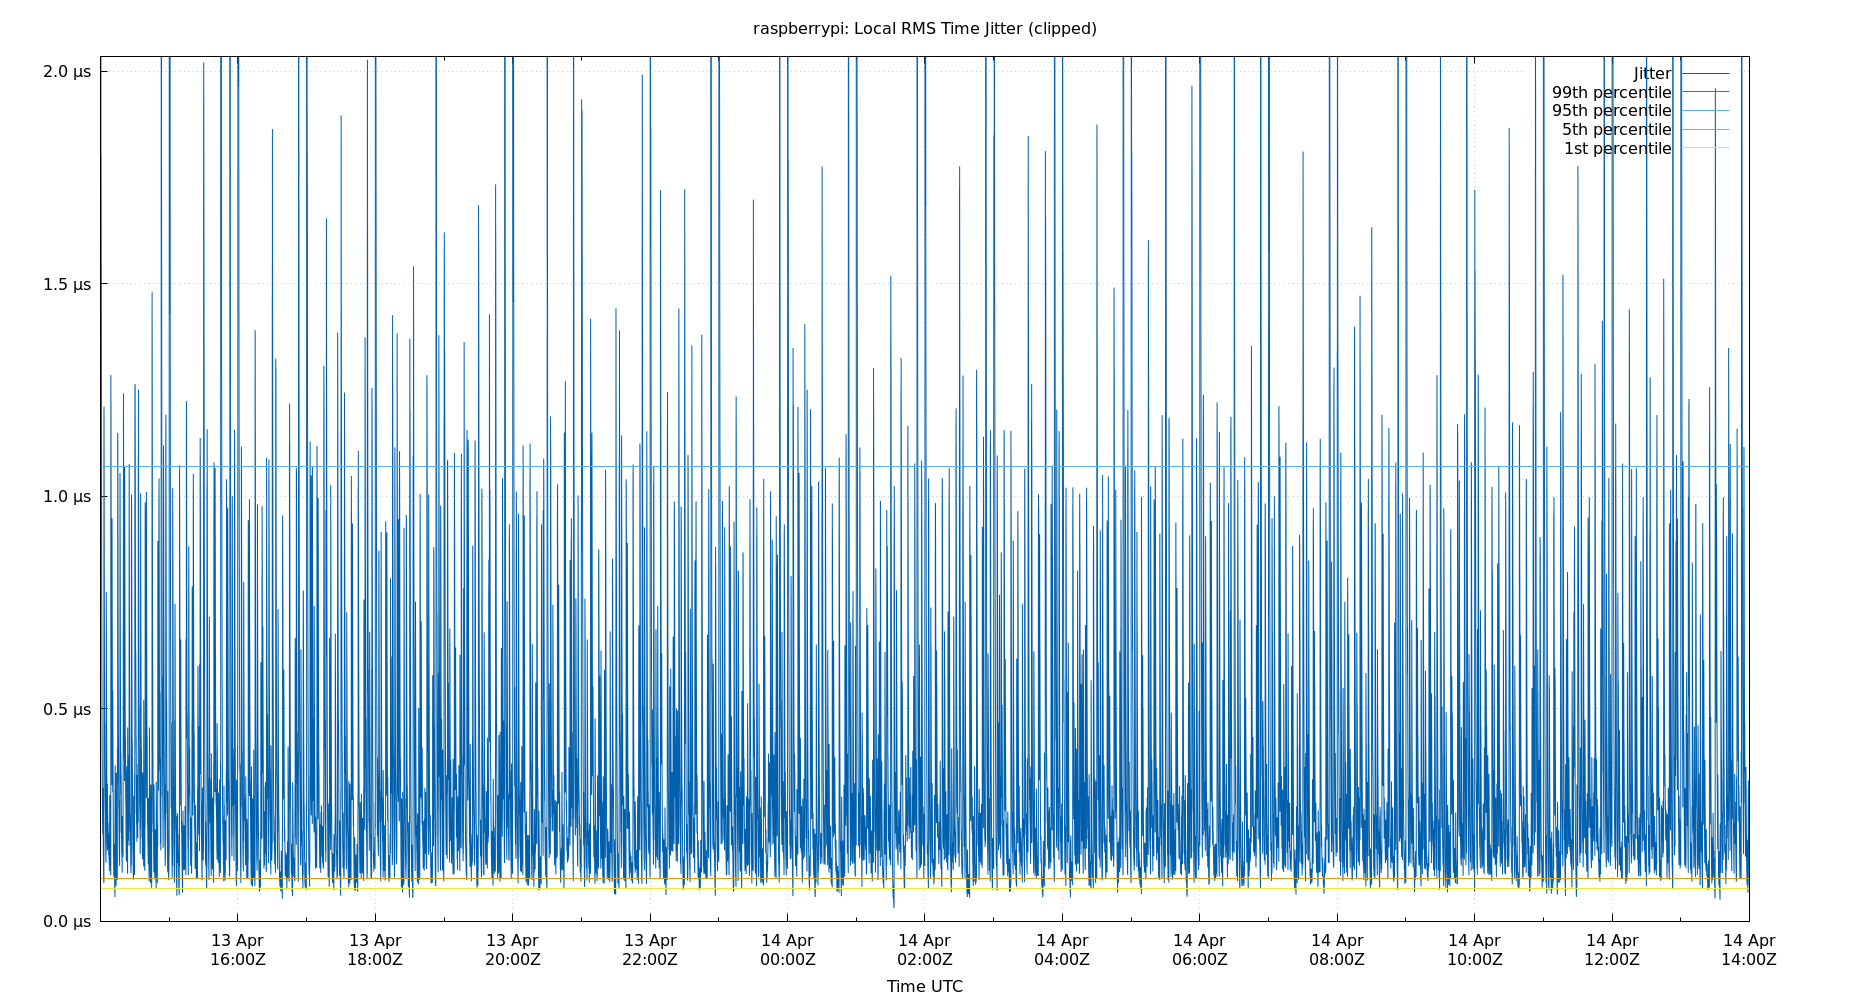 raspberrypi: Local RMS Time Jitter (clipped)
2.0 µs
1.5 µs
1.0 µs
0.5 µs
0.0 µs
Jitter
99th percentile
95th percentile
5th percentile
1st percentile
13 Apr 13 Apr 13 Apr 13 Apr 14 Apr 14 Apr 14 Apr 14 Apr 14 Apr 14 Apr 14 Apr 14 Apr
16:00Z 18:00Z 20:00Z 22:00Z 00:00Z 02:00Z 04:00Z 06:00Z 08:00Z 10:00Z 12:00Z 14:00Z
Time UTC